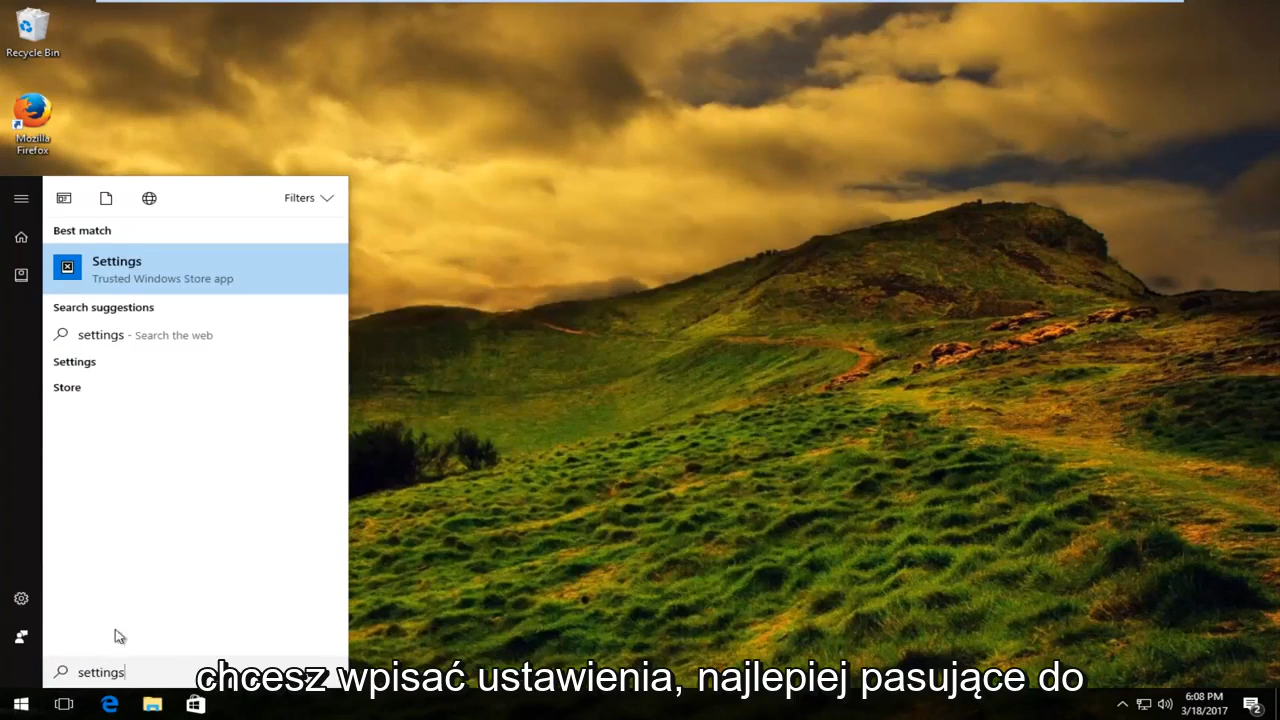 Recycle Bin
Mozilla
Firefox
Filters
Best match
Settings
Trusted Windows Store app
Search suggestions
settings - Search the web
Settings
Store
settings
chcesz wpisać ustawienia, najlepiej pasujące do
6:08 PM
3/18/2017
2